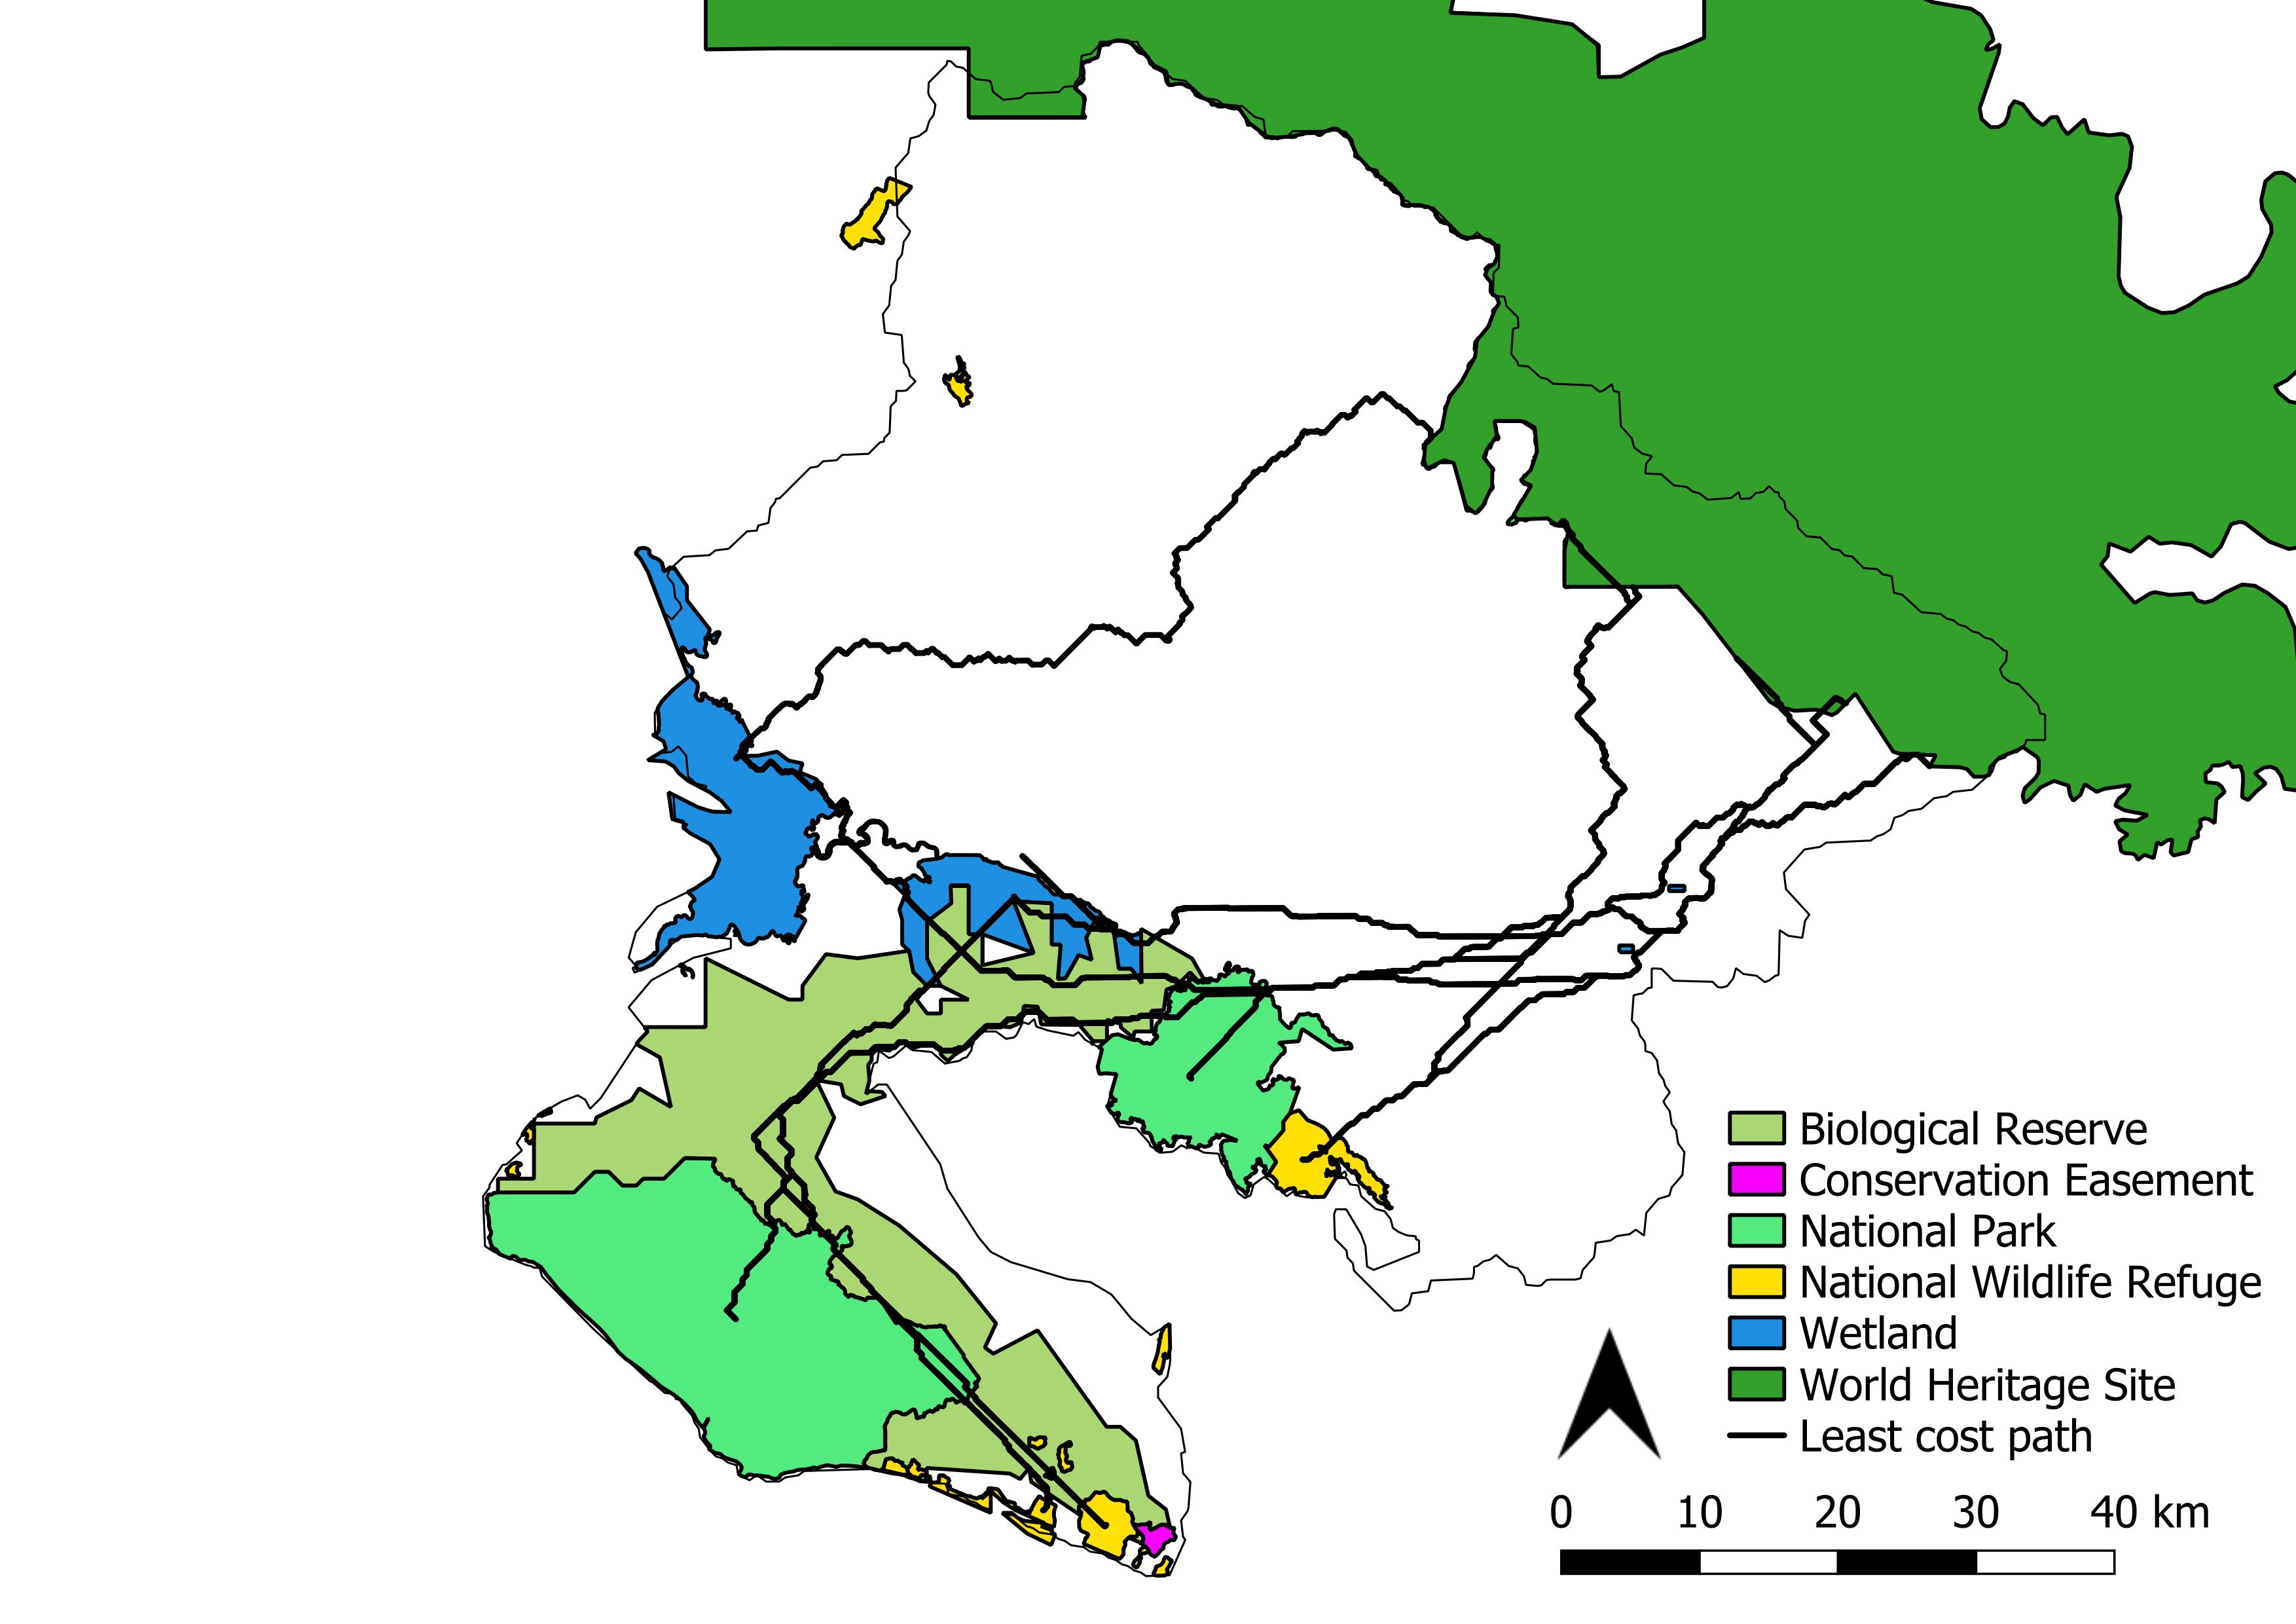 Biological Reserve
Conservation Easement
National Park
National Wildlife Refuge
Wetland
World Heritage Site
Least cost path
0 10 20 30 40 km